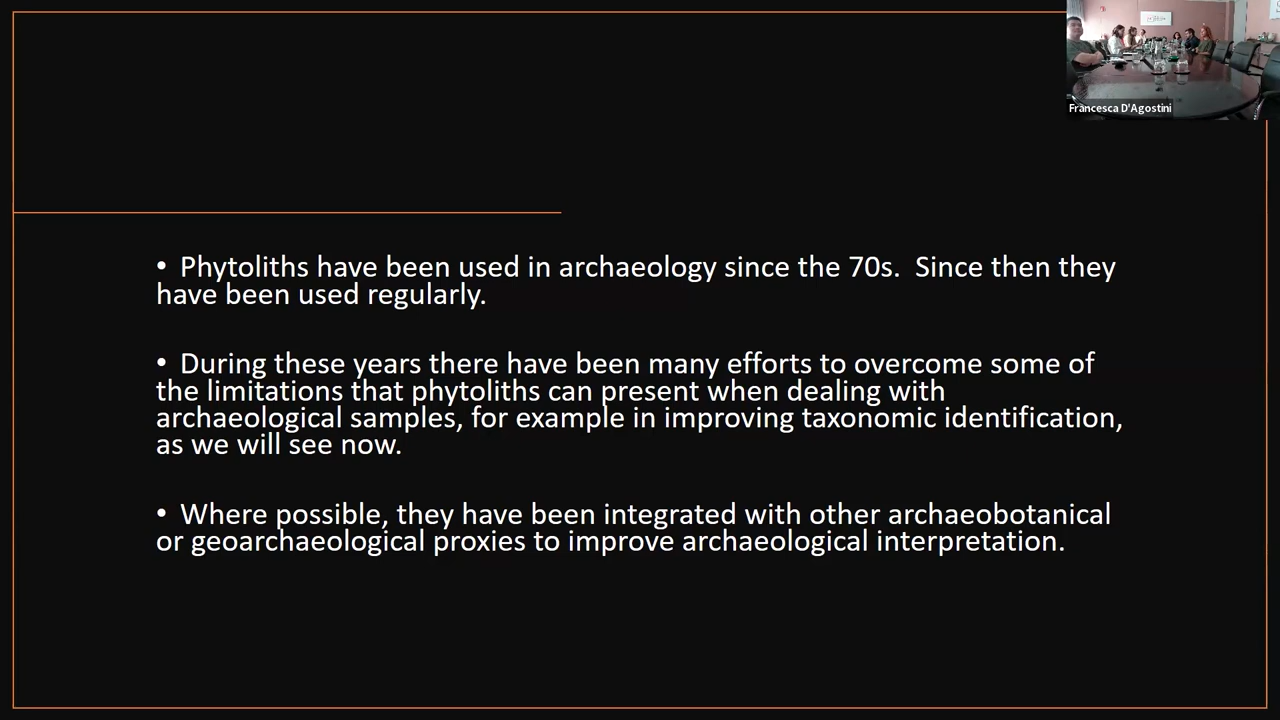 Francesca D'Agostini
• Phytoliths have been used in archaeology since the 70s.  Since then they
have been used regularly.
• During these years there have been many efforts to overcome some of
the limitations that phytoliths can present when dealing with
archaeological samples, for example in improving taxonomic identification,
as we will see now.
• Where possible, they have been integrated with other archaeobotanical
or geoarchaeological proxies to improve archaeological interpretation.